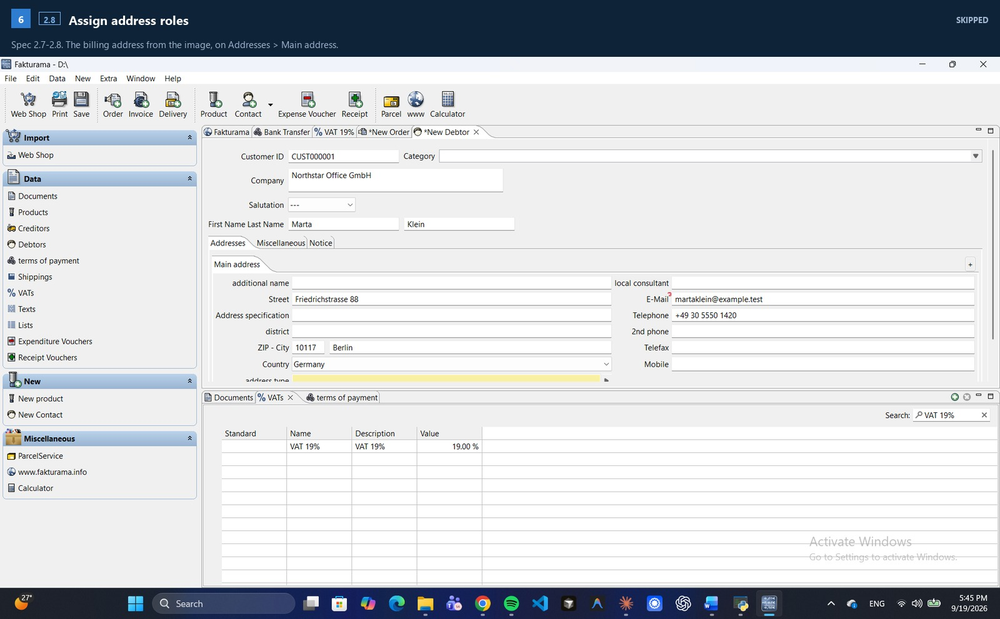 6 2.8 Assign address roles SKIPPED
Spec 2.7-2.8. The billing address from the image, on Addresses > Main address.
Fakturama - D:\
File Edit Data New Extra Window Help
Web Shop Print Save Order Invoice Delivery Product Contact Expense Voucher Receipt Parcel www Calculator
Import
Web Shop
Data
Documents
Products
Creditors
Debtors
terms of payment
Shippings
VATs
Texts
Lists
Expenditure Vouchers
Receipt Vouchers
New
New product
New Contact
Miscellaneous
ParcelService
www.fakturama.info
Calculator
Fakturama Bank Transfer VAT 19% *New Order *New Debtor
Customer ID CUST000001 Category
Company Northstar Office GmbH
Salutation ---
First Name Last Name Marta Klein
Addresses Miscellaneous Notice
Main address +
additional name local consultant
Street Friedrichstrasse 88 E-Mail martaklein@example.test
Address specification Telephone +49 30 5550 1420
district 2nd phone
ZIP - City 10117 Berlin Telefax
Country Germany Mobile
address type
Documents VATs terms of payment
Search: VAT 19%
Standard Name Description Value
VAT 19% VAT 19% 19.00 %
Activate Windows
Go to Settings to activate Windows.
27°
Search
ENG
5:45 PM
9/19/2026